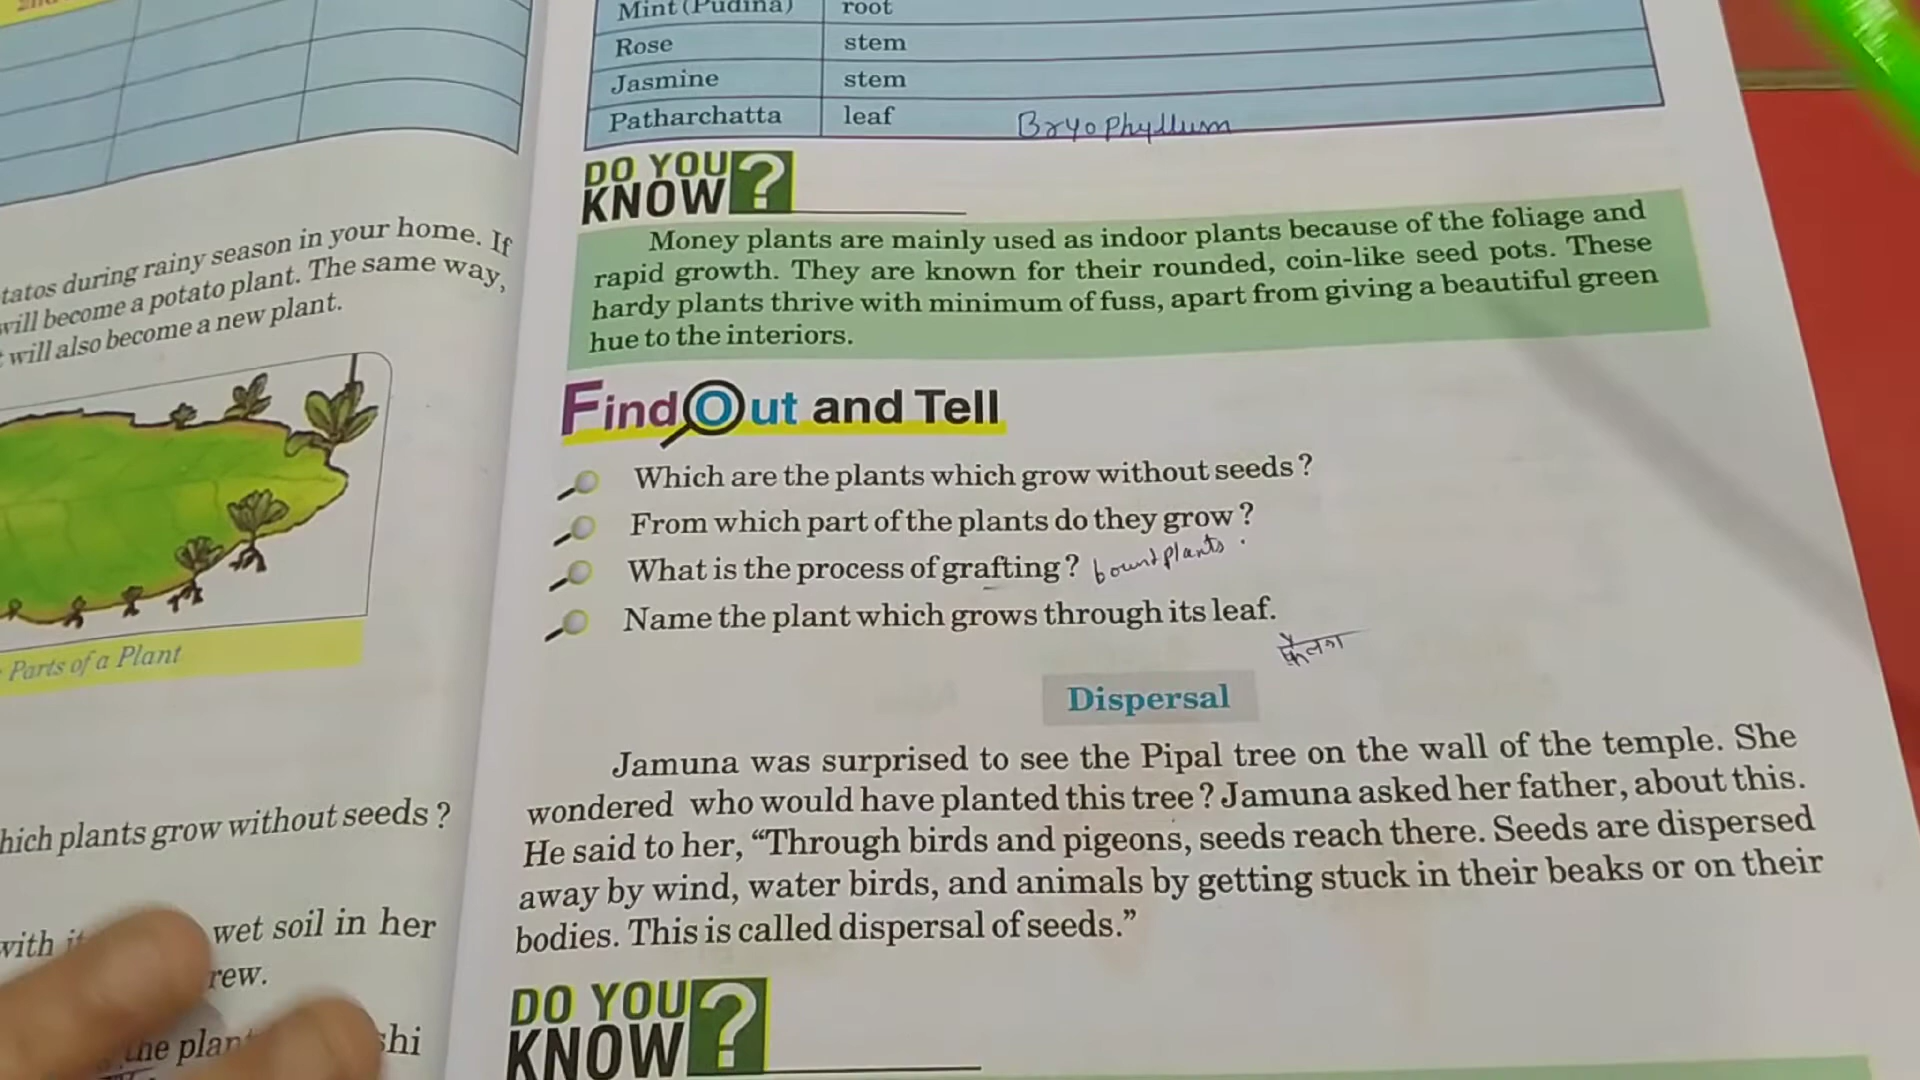 tatos during rainy season in your home. If
will become a potato plant. The same way,
will also become a new plant.
Parts of a Plant
hich plants grow without seeds ?
with wet soil in her
rew.
the plan shi
Mint (Pudina) root
Rose stem
Jasmine stem
Patharchatta leaf Bryophyllum
DO YOU
KNOW ?
Money plants are mainly used as indoor plants because of the foliage and
rapid growth. They are known for their rounded, coin-like seed pots. These
hardy plants thrive with minimum of fuss, apart from giving a beautiful green
hue to the interiors.
Find Out and Tell
Which are the plants which grow without seeds ?
From which part of the plants do they grow ?
What is the process of grafting ? plants .
Name the plant which grows through its leaf.
Dispersal
Jamuna was surprised to see the Pipal tree on the wall of the temple. She
wondered who would have planted this tree ? Jamuna asked her father, about this.
He said to her, “Through birds and pigeons, seeds reach there. Seeds are dispersed
away by wind, water birds, and animals by getting stuck in their beaks or on their
bodies. This is called dispersal of seeds.”
DO YOU
KNOW ?